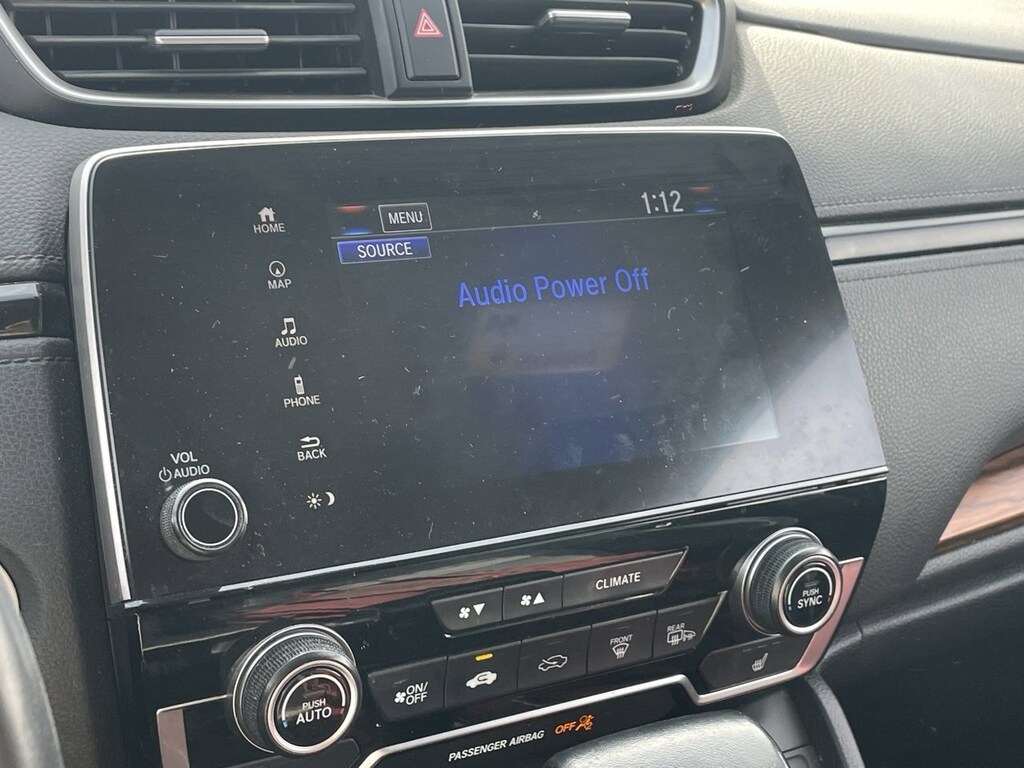 HOME
MENU
1:12
SOURCE
MAP
Audio Power Off
AUDIO
PHONE
BACK
VOL
AUDIO
CLIMATE
PUSH
SYNC
FRONT
REAR
ON/
OFF
PUSH
AUTO
PASSENGER AIRBAG OFF